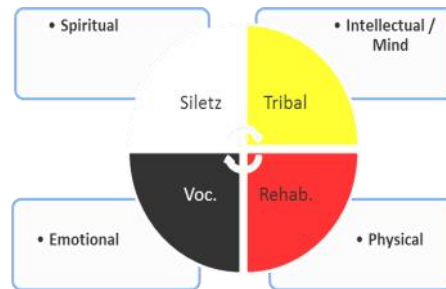 • Spiritual
• Intellectual /
Mind
Siletz
Tribal
Voc.
Rehab.
• Emotional
• Physical